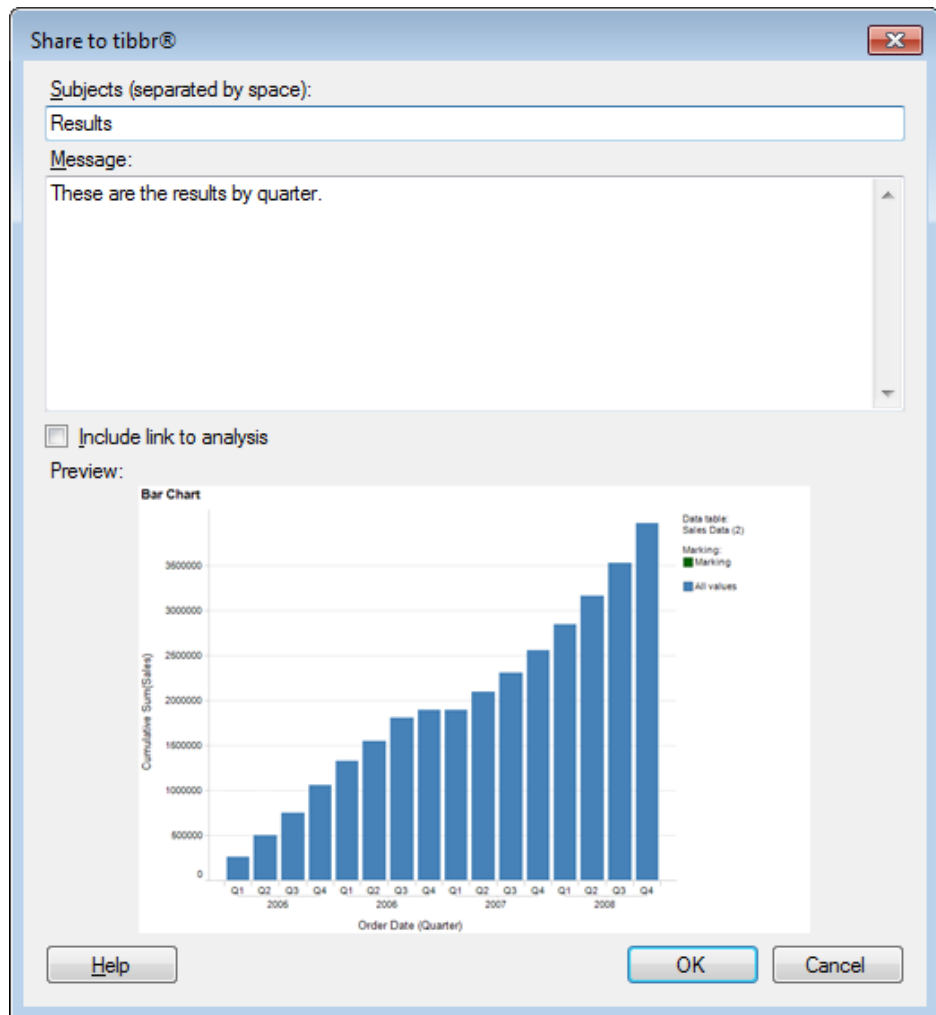 Share to tibbr®
Subjects (separated by space):
Results
Message:
These are the results by quarter.
Include link to analysis
Preview:
Bar Chart
Data table:
Sales Data (2)
Marking:
Marking
All values
Cumulative Sum(Sales)
3500000
3000000
2500000
2000000
1500000
1000000
500000
0
Q1 Q2 Q3 Q4 Q1 Q2 Q3 Q4 Q1 Q2 Q3 Q4 Q1 Q2 Q3 Q4
2005 2006 2007 2008
Order Date (Quarter)
Help OK Cancel